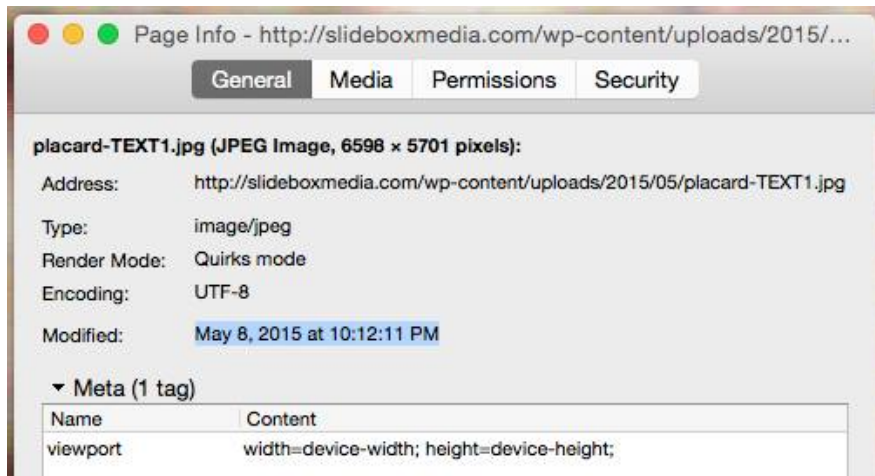 Page Info - http://slideboxmedia.com/wp-content/uploads/2015/...
General Media Permissions Security
placard-TEXT1.jpg (JPEG Image, 6598 × 5701 pixels):
Address: http://slideboxmedia.com/wp-content/uploads/2015/05/placard-TEXT1.jpg
Type: image/jpeg
Render Mode: Quirks mode
Encoding: UTF-8
Modified: May 8, 2015 at 10:12:11 PM
Meta (1 tag)
Name Content
viewport width=device-width; height=device-height;